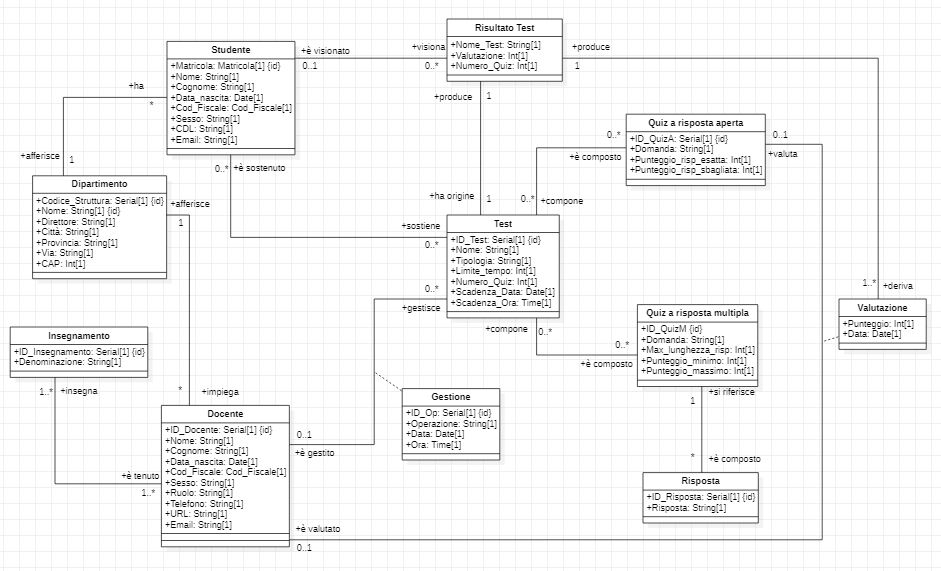 Risultato Test
+Nome_Test: String[1]
+Valutazione: Int[1]
+Numero_Quiz: Int[1]
Studente
+Matricola: Matricola[1] {id}
+Nome: String[1]
+Cognome: String[1]
+Data_nascita: Date[1]
+Cod_Fiscale: Cod_Fiscale[1]
+Sesso: String[1]
+CDL: String[1]
+Email: String[1]
+è visionato
0..1
+visiona
0..*
+produce
1
+ha
*
+produce
1
Quiz a risposta aperta
+ID_QuizA: Serial[1] {id}
+Domanda: String[1]
+Punteggio_risp_esatta: Int[1]
+Punteggio_risp_sbagliata: Int[1]
0..*
+è composto
0..1
+valuta
+afferisce
1
0..*
+è sostenuto
Dipartimento
+Codice_Struttura: Serial[1] {id}
+Nome: String[1] {id}
+Direttore: String[1]
+Città: String[1]
+Provincia: String[1]
+Via: String[1]
+CAP: Int[1]
+afferisce
1
+ha origine
1
0..*
+compone
+sostiene
0..*
Test
+ID_Test: Serial[1] {id}
+Nome: String[1]
+Tipologia: String[1]
+Limite_tempo: Int[1]
+Numero_Quiz: Int[1]
+Scadenza_Data: Date[1]
+Scadenza_Ora: Time[1]
0..*
+gestisce
+compone
0..*
1..*
+deriva
Valutazione
+Punteggio: Int[1]
+Data: Date[1]
Quiz a risposta multipla
+ID_QuizM {id}
+Domanda: String[1]
+Max_lunghezza_risp: Int[1]
+Punteggio_minimo: Int[1]
+Punteggio_massimo: Int[1]
0..*
+è composto
+si riferisce
1
Insegnamento
+ID_Insegnamento: Serial[1] {id}
+Denominazione: String[1]
1..*
+insegna
*
+impiega
Gestione
+ID_Op: Serial[1] {id}
+Operazione: String[1]
+Data: Date[1]
+Ora: Time[1]
Docente
+ID_Docente: Serial[1] {id}
+Nome: String[1]
+Cognome: String[1]
+Data_nascita: Date[1]
+Cod_Fiscale: Cod_Fiscale[1]
+Sesso: String[1]
+Ruolo: String[1]
+Telefono: String[1]
+URL: String[1]
+Email: String[1]
0..1
+è gestito
+è tenuto
1..*
*
+è composto
Risposta
+ID_Risposta: Serial[1] {id}
+Risposta: String[1]
+è valutato
0..1